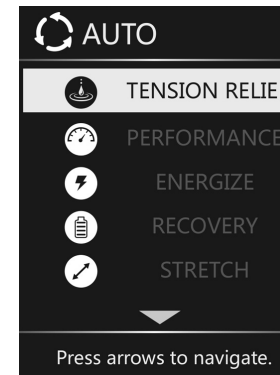 AUTO
TENSION RELIE
PERFORMANCE
ENERGIZE
RECOVERY
STRETCH
Press arrows to navigate.